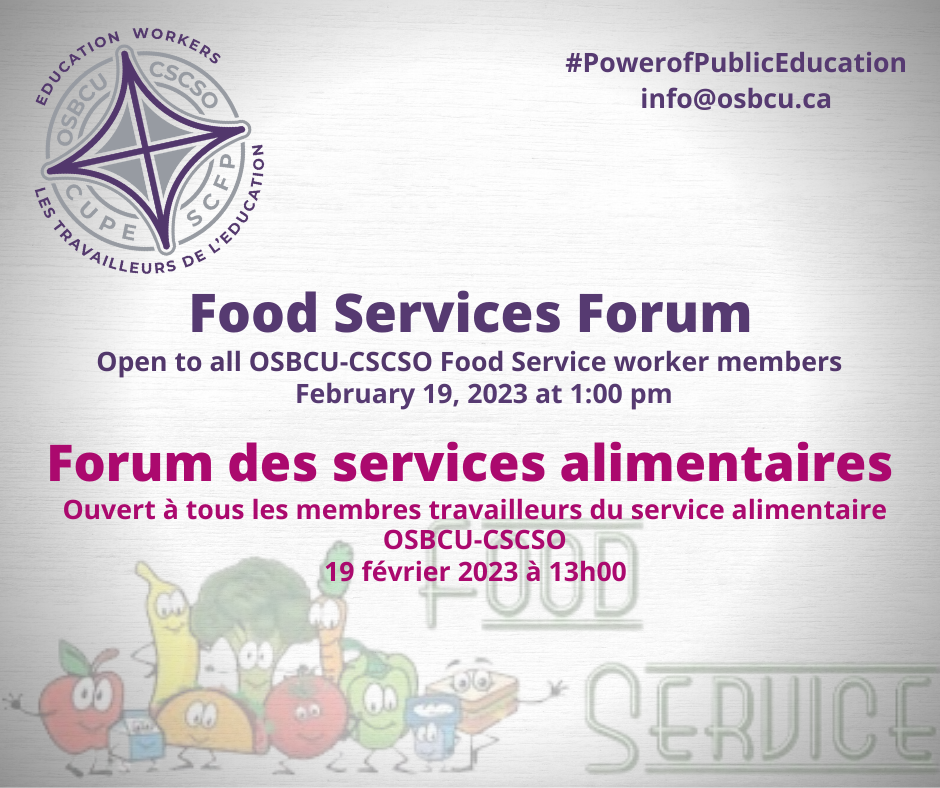 EDUCATION WORKERS
OSBCU
CSCSO
CUPE
SCFP
LES TRAVAILLEURS DE L'EDUCATION
#PowerofPublicEducation
info@osbcu.ca
Food Services Forum
Open to all OSBCU-CSCSO Food Service worker members
February 19, 2023 at 1:00 pm
Forum des services alimentaires
Ouvert à tous les membres travailleurs du service alimentaire
OSBCU-CSCSO
19 février 2023 à 13h00
FOOD
SERVICE